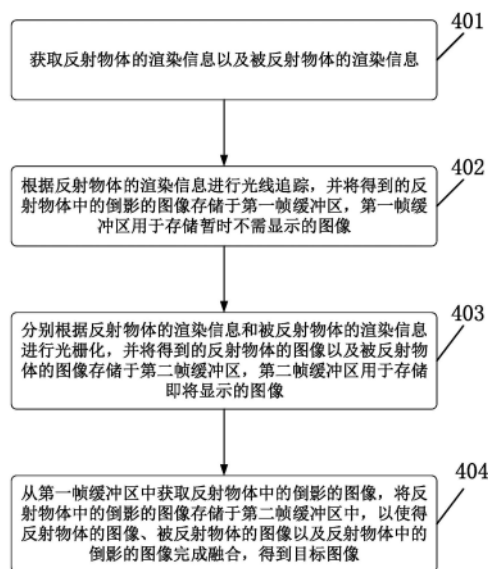 401
获取反射物体的渲染信息以及被反射物体的渲染信息
402
根据反射物体的渲染信息进行光线追踪，并将得到的反
射物体中的倒影的图像存储于第一帧缓冲区，第一帧缓
冲区用于存储暂时不需显示的图像
403
分别根据反射物体的渲染信息和被反射物体的渲染信息
进行光栅化，并将得到的反射物体的图像以及被反射物
体的图像存储于第二帧缓冲区，第二帧缓冲区用于存储
即将显示的图像
404
从第一帧缓冲区中获取反射物体中的倒影的图像，将反
射物体中的倒影的图像存储于第二帧缓冲区中，以使得
反射物体的图像、被反射物体的图像以及反射物体中的
倒影的图像完成融合，得到目标图像